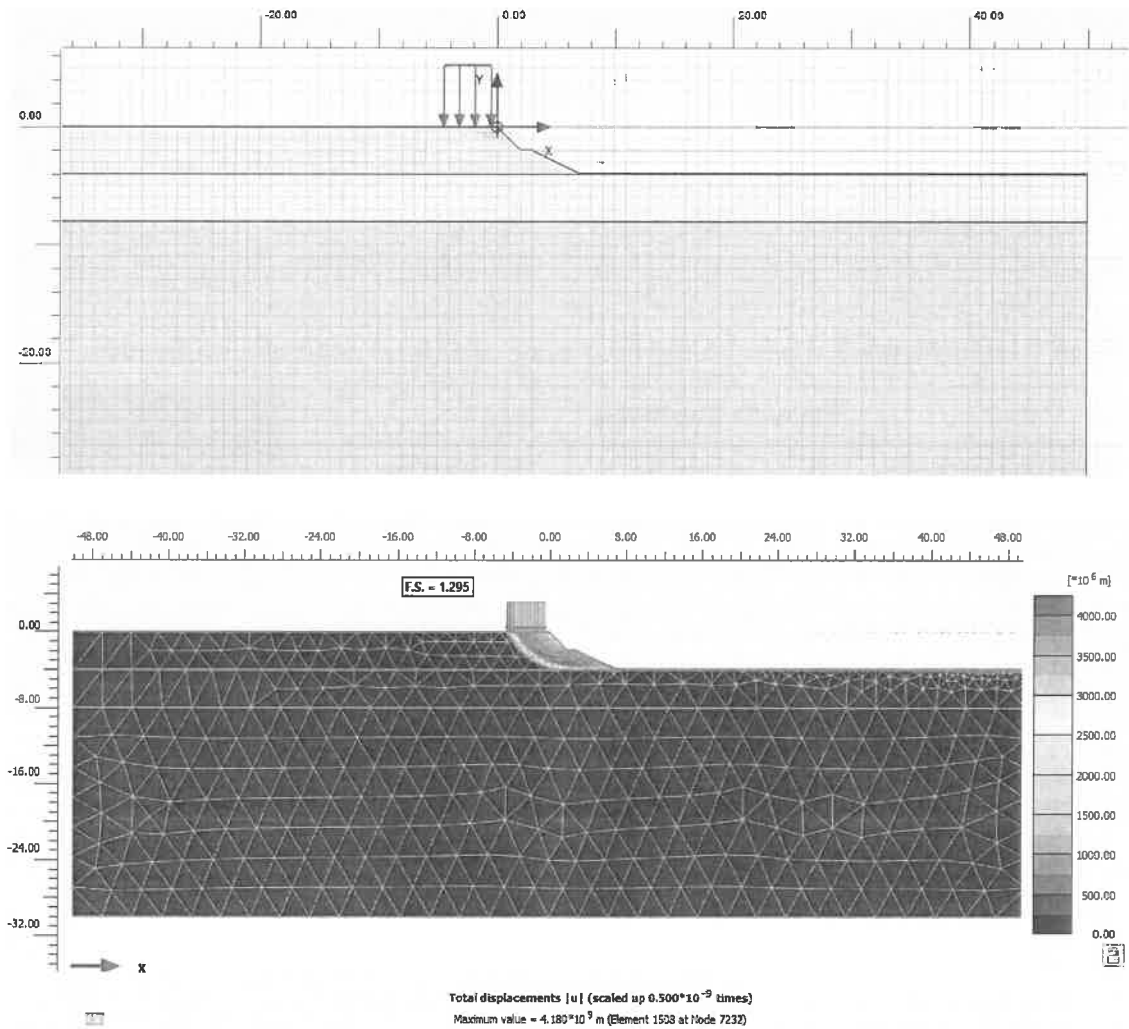 -20.00 0.00 20.00 40.00
Y
0.00
X
-20.00
-48.00 -40.00 -32.00 -24.00 -16.00 -8.00 0.00 8.00 16.00 24.00 32.00 40.00 48.00
[*10⁶ m]
F.S. = 1.295
4000.00
0.00
3500.00
-8.00
3000.00
2500.00
-16.00
2000.00
1500.00
-24.00
1000.00
500.00
-32.00
0.00
X
Total displacements |u| (scaled up 0.500*10⁻⁹ times)
Maximum value = 4.180*10⁹ m (Element 1508 at Node 7232)